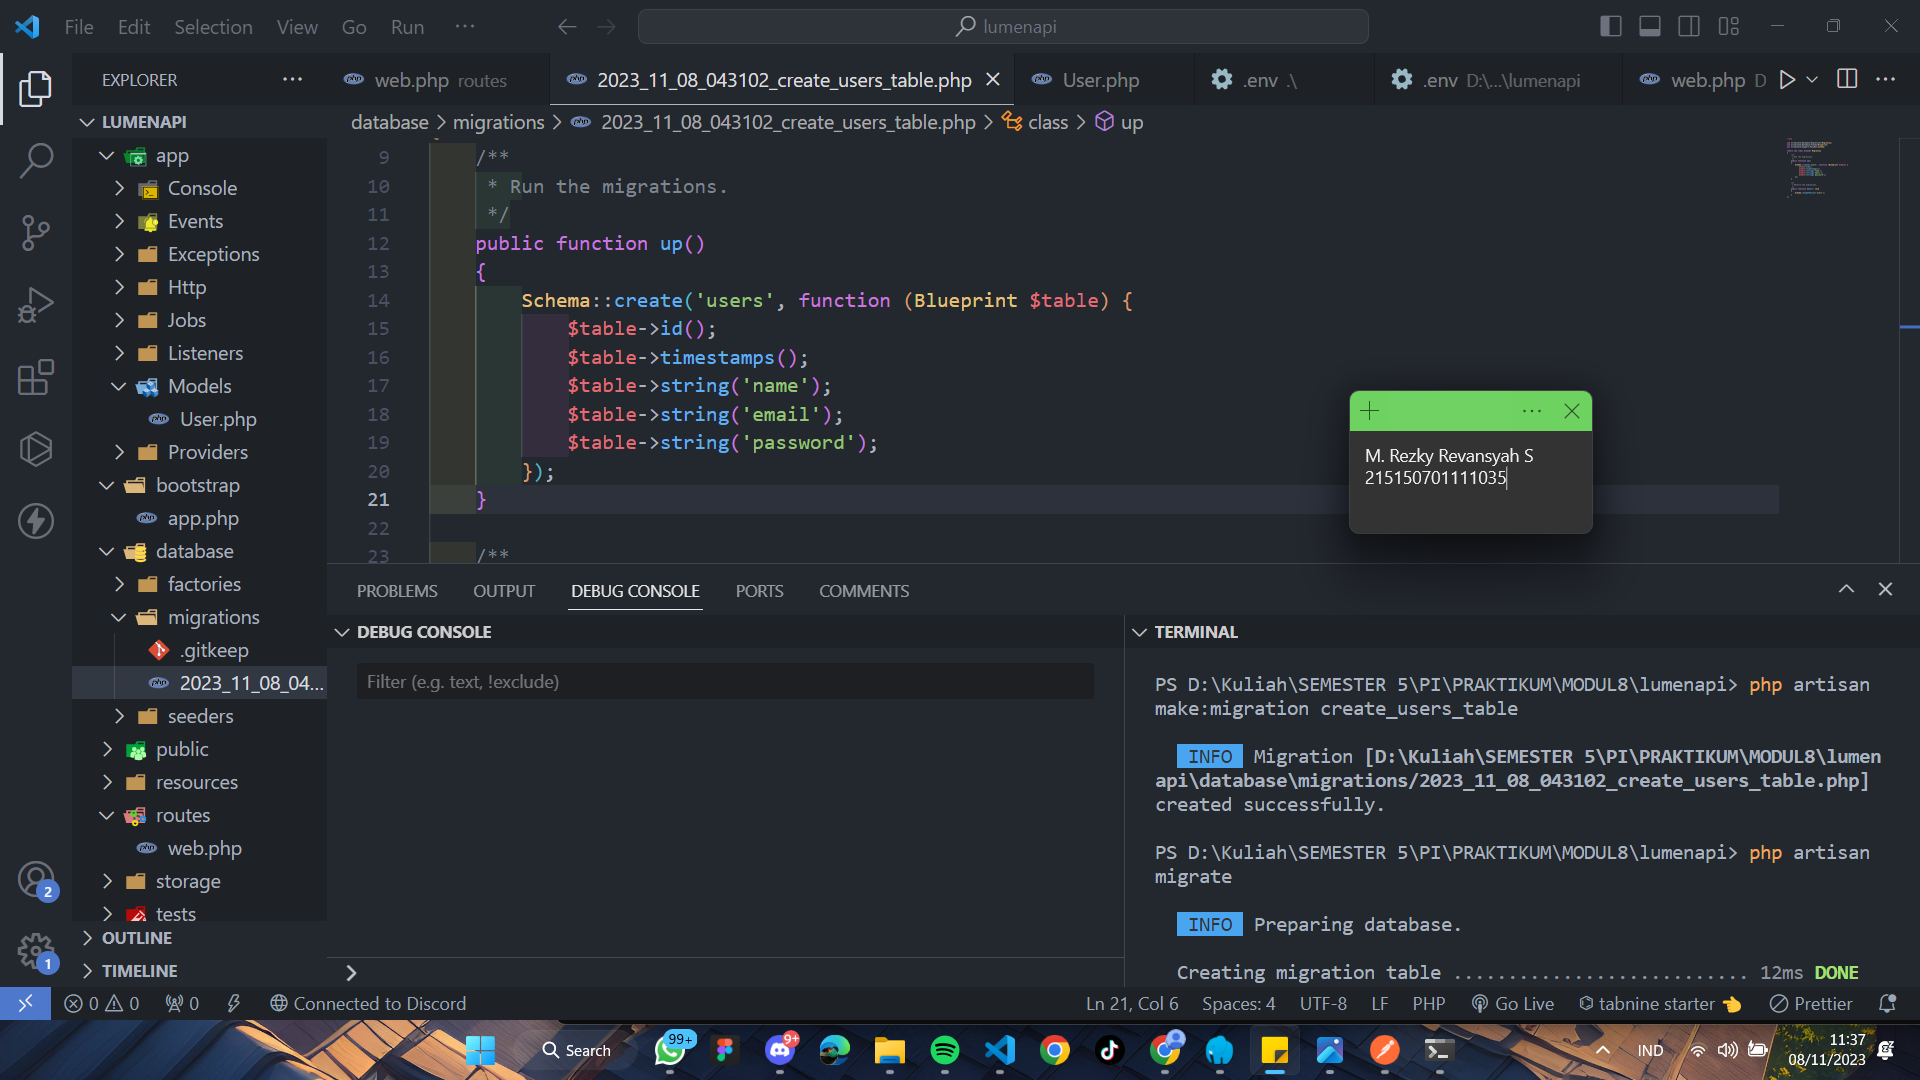 File Edit Selection View Go Run ··· lumenapi
EXPLORER ···
web.php routes
2023_11_08_043102_create_users_table.php
User.php
.env .\
.env D:\...\lumenapi
web.php D
···
LUMENAPI
app
Console
Events
Exceptions
Http
Jobs
Listeners
Models
User.php
Providers
bootstrap
app.php
database
factories
migrations
.gitkeep
2023_11_08_04...
seeders
public
resources
routes
web.php
storage
tests
OUTLINE
TIMELINE
database > migrations > 2023_11_08_043102_create_users_table.php > class > up
9 /**
10 * Run the migrations.
11 */
12 public function up()
13 {
14 Schema::create('users', function (Blueprint $table) {
15 $table->id();
16 $table->timestamps();
17 $table->string('name');
18 $table->string('email');
19 $table->string('password');
20 });
21 }
22
23 /**
M. Rezky Revansyah S
215150701111035
PROBLEMS OUTPUT DEBUG CONSOLE PORTS COMMENTS
DEBUG CONSOLE
Filter (e.g. text, !exclude)
TERMINAL
PS D:\Kuliah\SEMESTER 5\PI\PRAKTIKUM\MODUL8\lumenapi> php artisan
make:migration create_users_table
INFO Migration [D:\Kuliah\SEMESTER 5\PI\PRAKTIKUM\MODUL8\lumen
api\database\migrations/2023_11_08_043102_create_users_table.php]
created successfully.
PS D:\Kuliah\SEMESTER 5\PI\PRAKTIKUM\MODUL8\lumenapi> php artisan
migrate
INFO Preparing database.
Creating migration table ........................... 12ms DONE
2
1
0 0 0 Connected to Discord Ln 21, Col 6 Spaces: 4 UTF-8 LF PHP Go Live tabnine starter Prettier
Search 99+ 9+ IND 11:37
08/11/2023